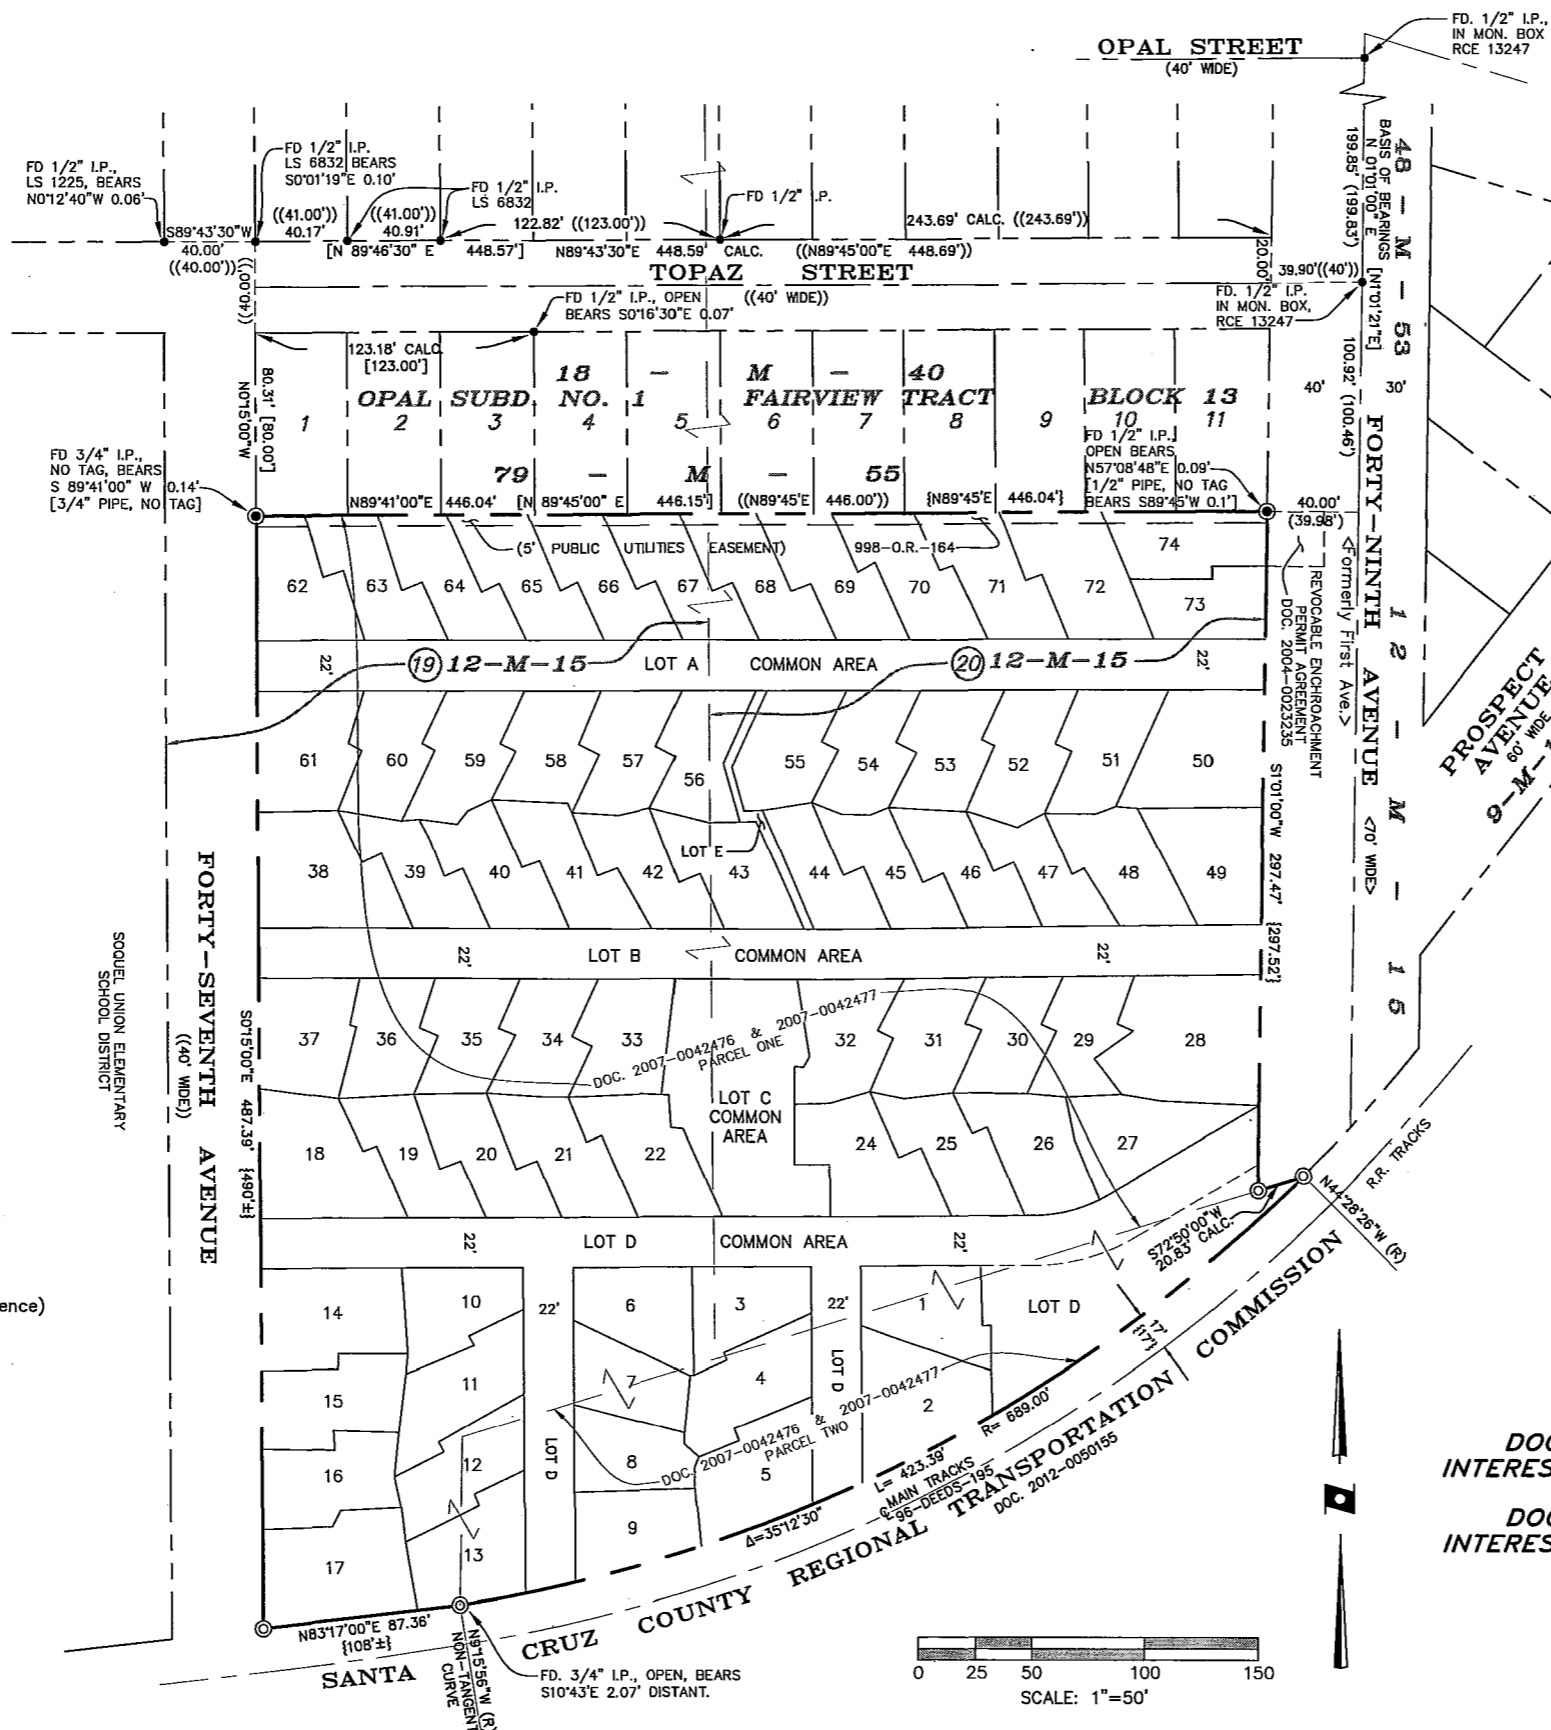 OPAL STREET
(40' WIDE)
FD. 1/2" I.P.,
IN MON. BOX
RCE 13247
FD 1/2" I.P.,
LS 1225, BEARS
N0°12'40"W 0.06'
FD 1/2" I.P.
LS 6832 BEARS
S0°01'19"E 0.10'
FD 1/2" I.P.
LS 6832
FD 1/2" I.P.
S89°43'30"W
40.00'
((40.00'))
((41.00'))
40.17'
((41.00'))
40.91'
122.82' ((123.00'))
243.69' CALC. ((243.69'))
[N 89°46'30" E 448.57']
N89°43'30"E 448.59' CALC.
((N89°45'00"E 448.69'))
20.00'
39.90'((40'))
((40.00'))
TOPAZ STREET
((40' WIDE))
FD 1/2" I.P., OPEN
BEARS S0°16'30"E 0.07'
FD. 1/2" I.P.
IN MON. BOX,
RCE 13247
48-M-53
BASIS OF BEARINGS
N 01°01'00" E [N1°01'21"E]
199.85' (199.83')
100.92' (100.46')
123.18' CALC.
[123.00']
18 - M - 40
OPAL SUBD. NO. 1 FAIRVIEW TRACT BLOCK 13
1 2 3 4 5 6 7 8 9 10 11
79 - M - 55
80.31' [80.00']
N0°15'00"W
40' 30'
FD 3/4" I.P.,
NO TAG, BEARS
S 89°41'00" W 0.14'
[3/4" PIPE, NO TAG]
FD 1/2" I.P.,
OPEN BEARS
N57°08'48"E 0.09'
[1/2" PIPE, NO TAG
BEARS S89°45'W 0.1']
N89°41'00"E 446.04'
[N 89°45'00" E 446.15']
((N89°45'E 446.00'))
{N89°45'E 446.04'}
40.00'
(39.98')
(5' PUBLIC UTILITIES EASEMENT)
998-O.R.-164
62 63 64 65 66 67 68 69 70 71 72 73 74
22' 19 12-M-15 LOT A COMMON AREA 20 12-M-15 22'
REVOCABLE ENCHROACHMENT
PERMIT AGREEMENT
DOC. 2004-0023235
<Formerly First Ave.>
FORTY-NINTH AVENUE <70' WIDE>
12 - M - 15
PROSPECT
AVENUE
60' WIDE
9-M-
61 60 59 58 57 56 55 54 53 52 51 50
LOT E
38 39 40 41 42 43 44 45 46 47 48 49
S1°01'00"W 297.47' {297.52'}
22' LOT B COMMON AREA 22'
FORTY-SEVENTH AVENUE
((40' WIDE))
SOQUEL UNION ELEMENTARY
SCHOOL DISTRICT
S0°15'00"E 487.39' {490'±}
37 36 35 34 33 32 31 30 29 28
DOC. 2007-0042476 & 2007-0042477
PARCEL ONE
LOT C
COMMON
AREA
18 19 20 21 22 24 25 26 27
22' LOT D COMMON AREA 22'
S72°50'00"W
20.83' CALC.
N44°28'26"W (R)
R.R. TRACKS
ence)
14 10 22' 6 3 22' 1 LOT D
17'
{17'}
15 11 7 4 LOT D 2
DOC. 2007-0042476 & 2007-0042477
PARCEL TWO
16 12 LOT D 8 5
17 13 9
Δ=35°12'30" L= 423.39' R= 689.00'
℄ MAIN TRACKS
96-DEEDS-195
DOC. 2012-0050155
SANTA CRUZ COUNTY REGIONAL TRANSPORTATION COMMISSION
N83°17'00"E 87.36'
{108'±}
N9°15'56"W (R)
NON-TANGENT
CURVE
FD. 3/4" I.P., OPEN, BEARS
S10°43'E 2.07' DISTANT.
0 25 50 100 150
SCALE: 1"=50'
DOC
INTERES
DOC
INTERES